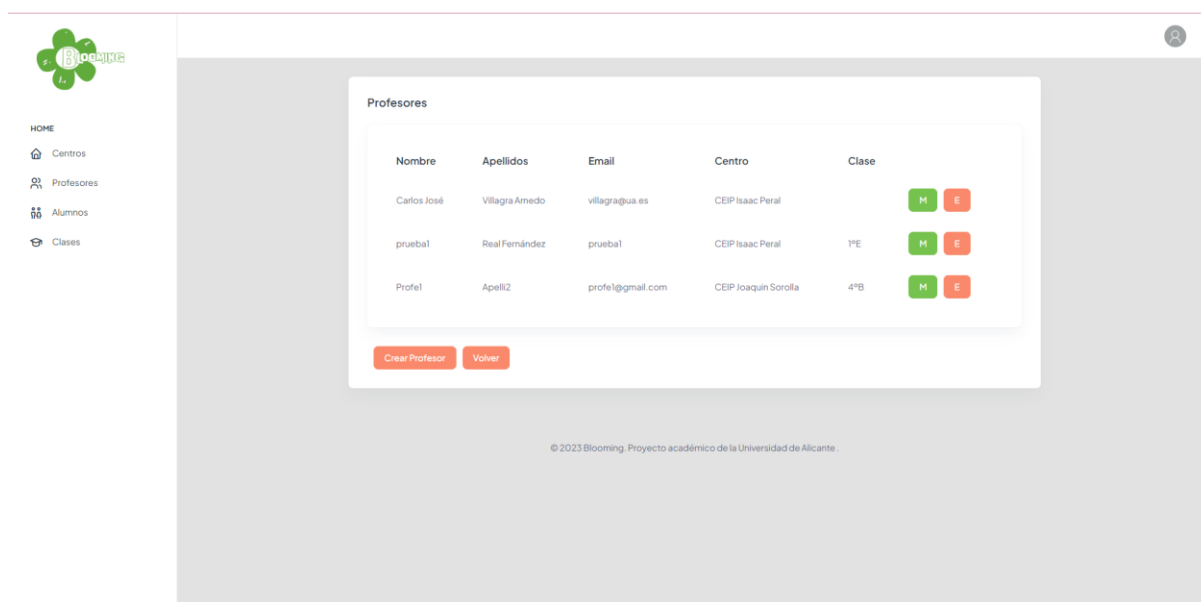 BLOOMING
HOME
Centros
Profesores
Alumnos
Clases
Profesores
Nombre Apellidos Email Centro Clase
Carlos José Villagra Arnedo villagra@ua.es CEIP Isaac Peral M E
prueba1 Real Fernández prueba1 CEIP Isaac Peral 1ºE M E
Profe1 Apelli2 profe1@gmail.com CEIP Joaquin Sorolla 4ºB M E
Crear Profesor Volver
© 2023 Blooming. Proyecto académico de la Universidad de Alicante .